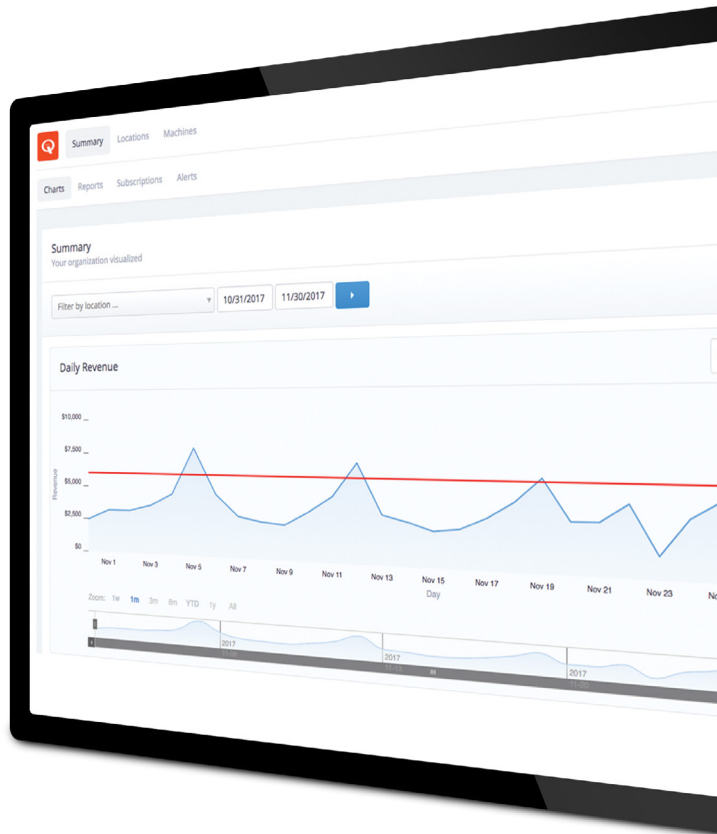 Summary Locations Machines
Charts Reports Subscriptions Alerts
Summary
Your organization visualized
Filter by location ... 10/31/2017 11/30/2017
Daily Revenue
$10,000
$7,500
$5,000
$2,500
$0
Revenue
Nov 1 Nov 3 Nov 5 Nov 7 Nov 9 Nov 11 Nov 13 Nov 15 Nov 17 Nov 19 Nov 21 Nov 23
Day
Zoom: 1w 1m 3m 6m YTD 1y All
2017 2017 2017